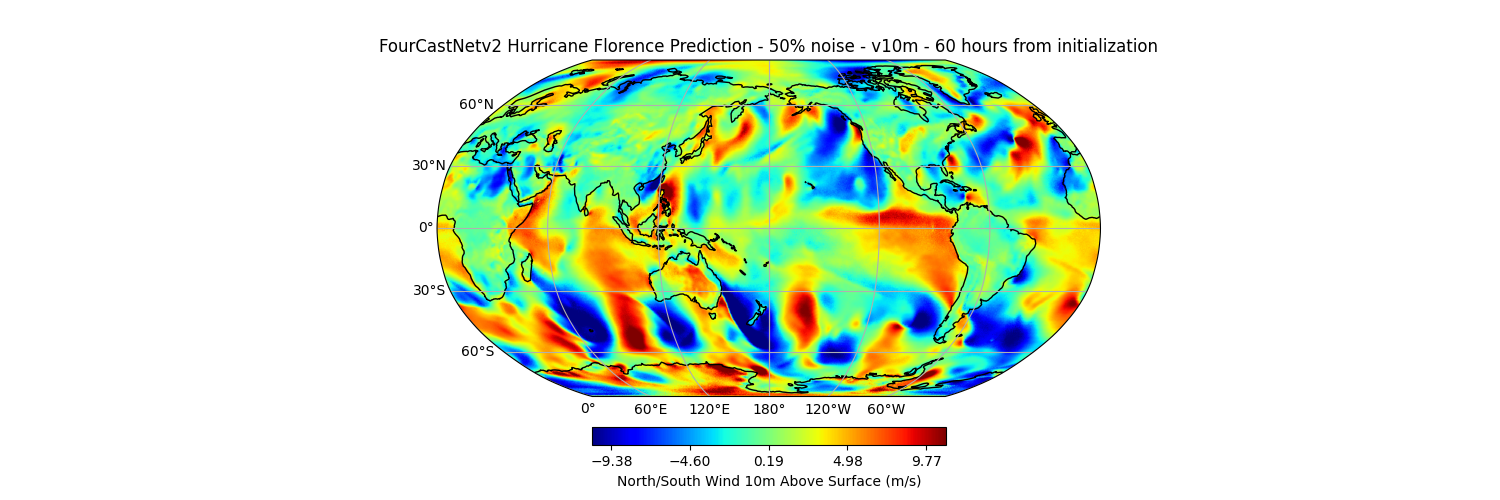 FourCastNetv2 Hurricane Florence Prediction - 50% noise - v10m - 60 hours from initialization
60°N
30°N
0°
30°S
60°S
0° 60°E 120°E 180° 120°W 60°W
−9.38 −4.60 0.19 4.98 9.77
North/South Wind 10m Above Surface (m/s)